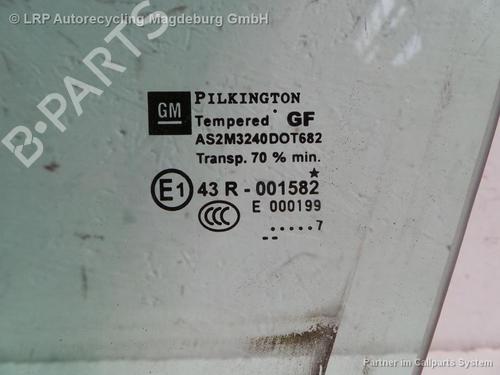 © LRP Autorecycling Magdeburg GmbH
GM PILKINGTON
Tempered GF
AS2M3240DOT682
Transp. 70 % min.
E1 43 R - 001582
CCC E 000199
.....7
Partner im Callparts System